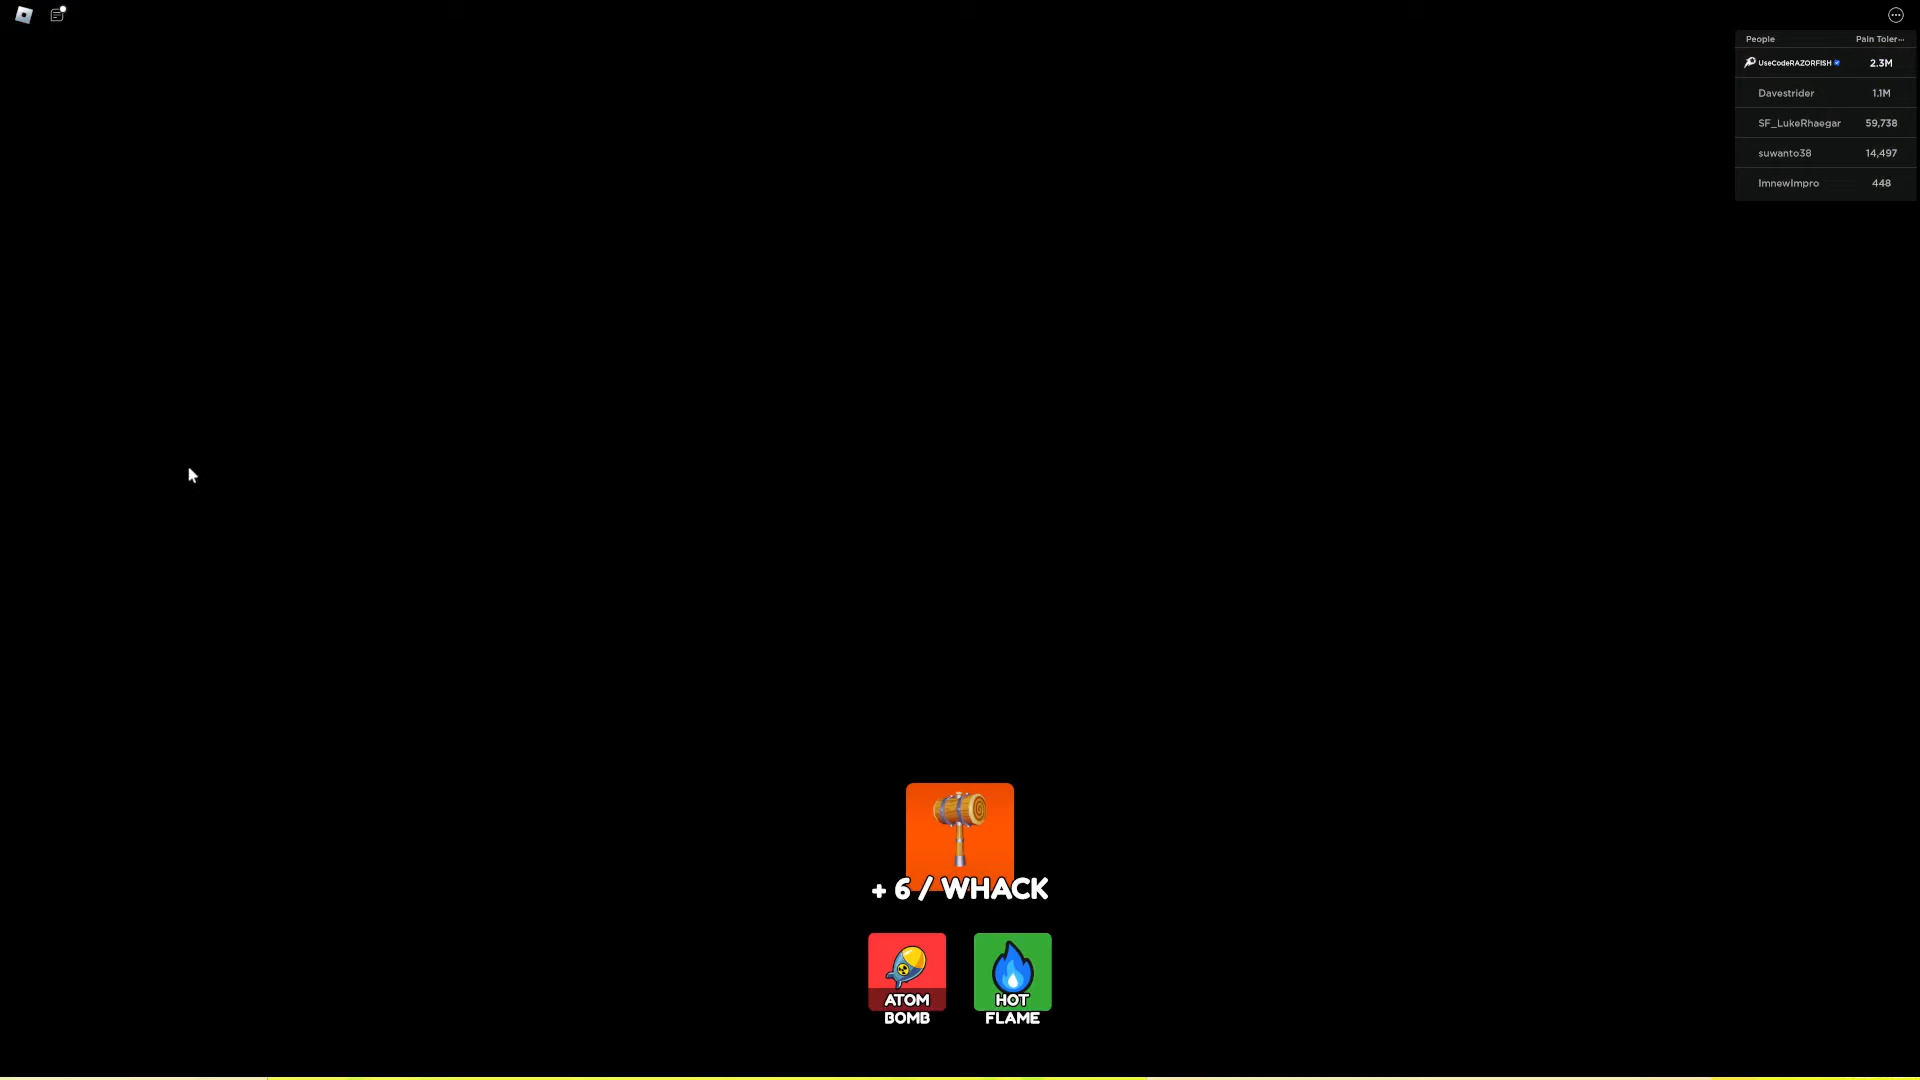 People Pain Toler...
UseCodeRAZORFISH 2.3M
Davestrider 1.1M
SF_LukeRhaegar 59,738
suwanto38 14,497
ImnewImpro 448
+ 6 / WHACK
ATOM
BOMB
HOT
FLAME